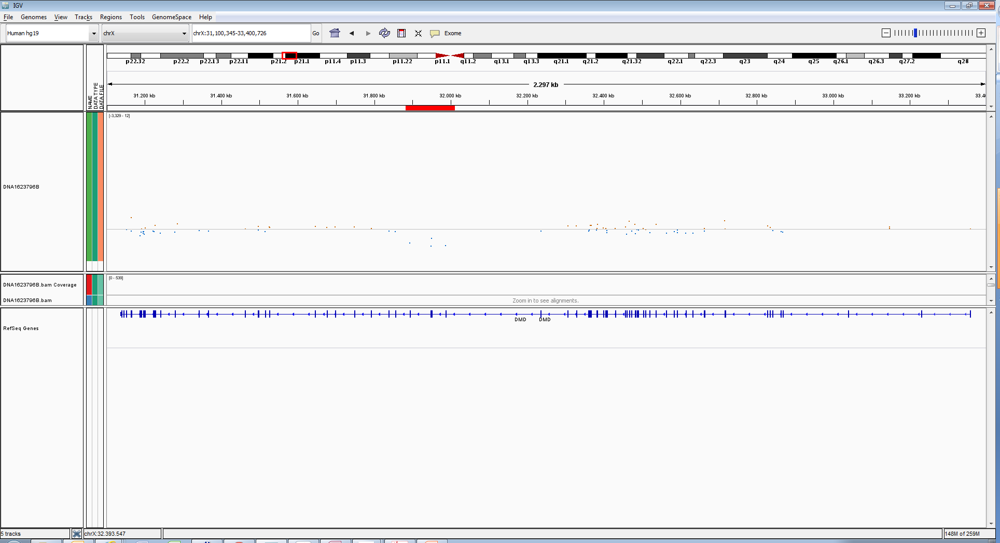 IGV
File Genomes View Tracks Regions Tools GenomeSpace Help
Human hg19 chrX chrX:31,100,345-33,400,726 Go Exome
p22.32 p22.2 p22.13 p22.11 p21.2 p21.1 p11.4 p11.3 p11.22 p11.1 q11.2 q13.1 q13.3 q21.1 q21.2 q21.32 q22.1 q22.3 q23 q24 q25 q26.1 q26.3 q27.2 q28
2.297 kb
31.200 kb 31.400 kb 31.600 kb 31.800 kb 32.000 kb 32.200 kb 32.400 kb 32.600 kb 32.800 kb 33.000 kb 33.200 kb 33.4
NAME
DATA TYPE
DATA FILE
[-3,329 - 12]
DNA1623796B
[0 - 539]
DNA1623796B.bam Coverage
DNA1623796B.bam
Zoom in to see alignments.
DMD DMD
RefSeq Genes
5 tracks chrX:32.393.547 148M of 259M